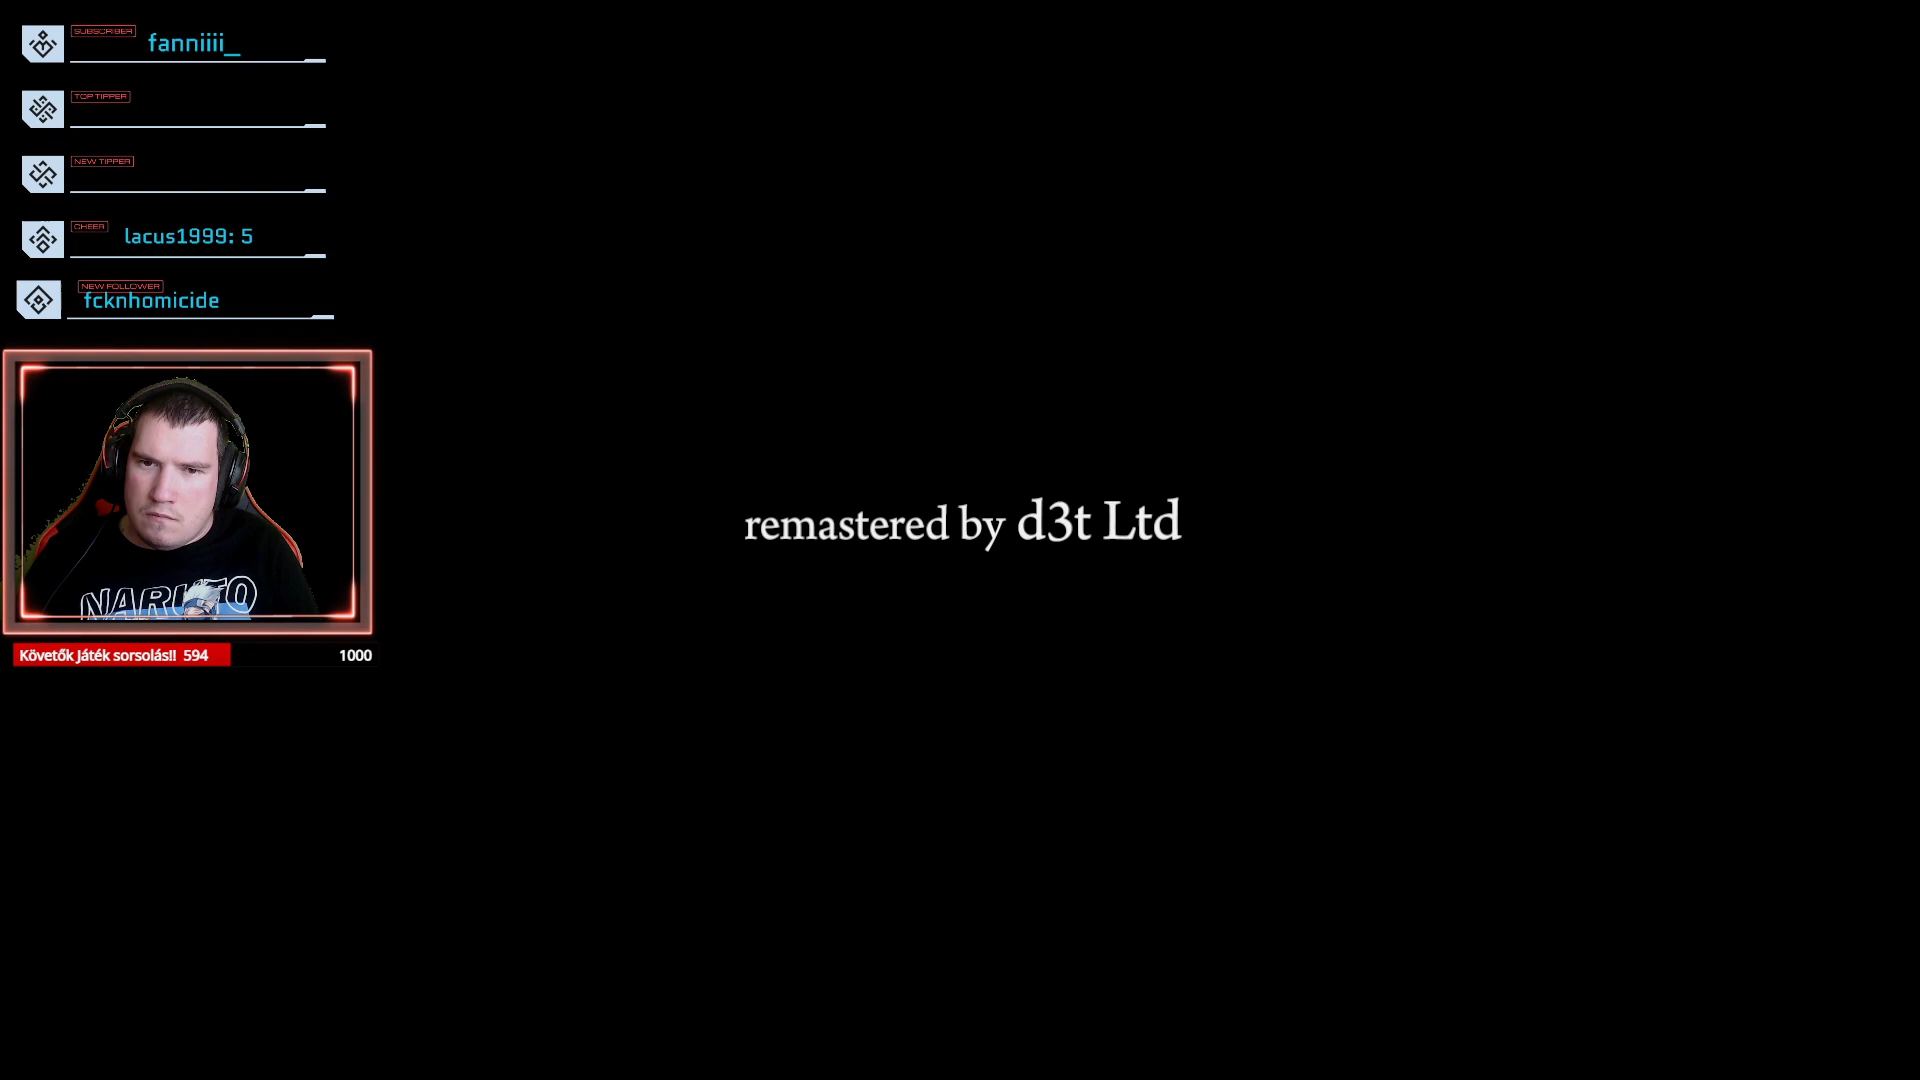 SUBSCRIBER
fanniiii_
TOP TIPPER
NEW TIPPER
CHEER
lacus1999: 5
NEW FOLLOWER
fcknhomicide
NARUTO
Követők Játék sorsolás!! 594 1000
remastered by d3t Ltd